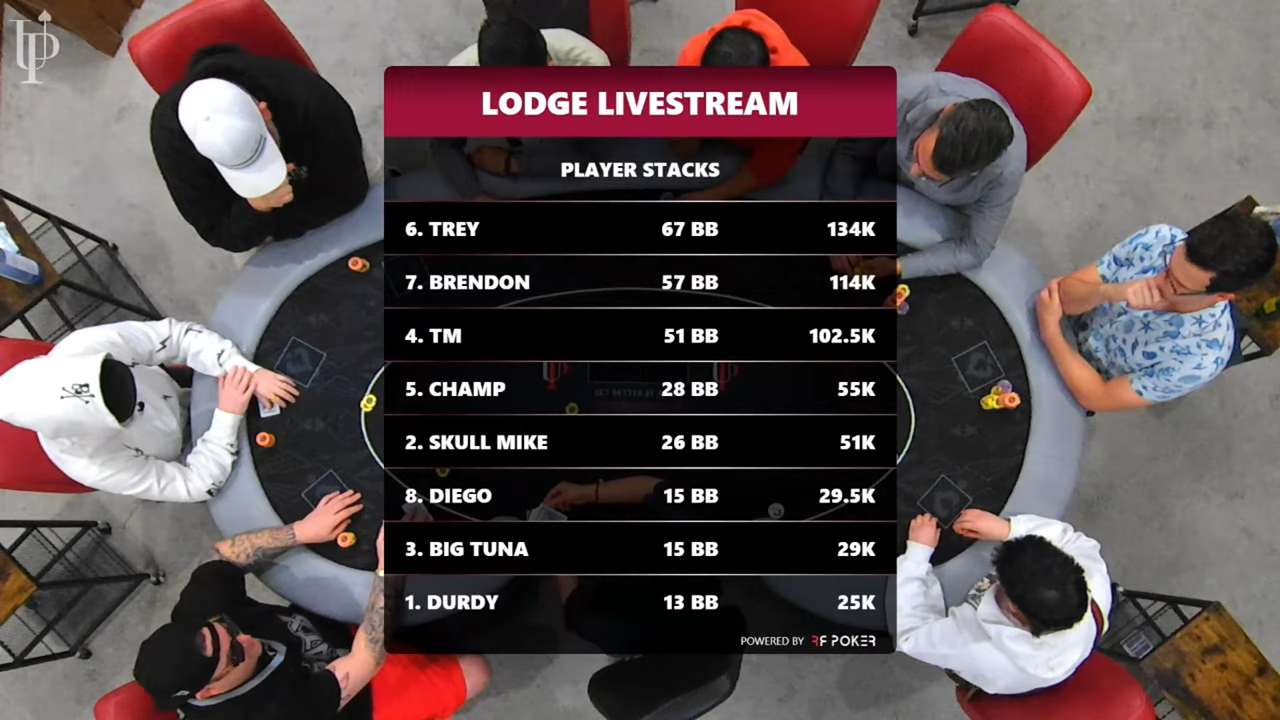 UP
LODGE LIVESTREAM
PLAYER STACKS
6. TREY 67 BB 134K
7. BRENDON 57 BB 114K
4. TM 51 BB 102.5K
5. CHAMP 28 BB 55K
2. SKULL MIKE 26 BB 51K
8. DIEGO 15 BB 29.5K
3. BIG TUNA 15 BB 29K
1. DURDY 13 BB 25K
POWERED BY RF POKER